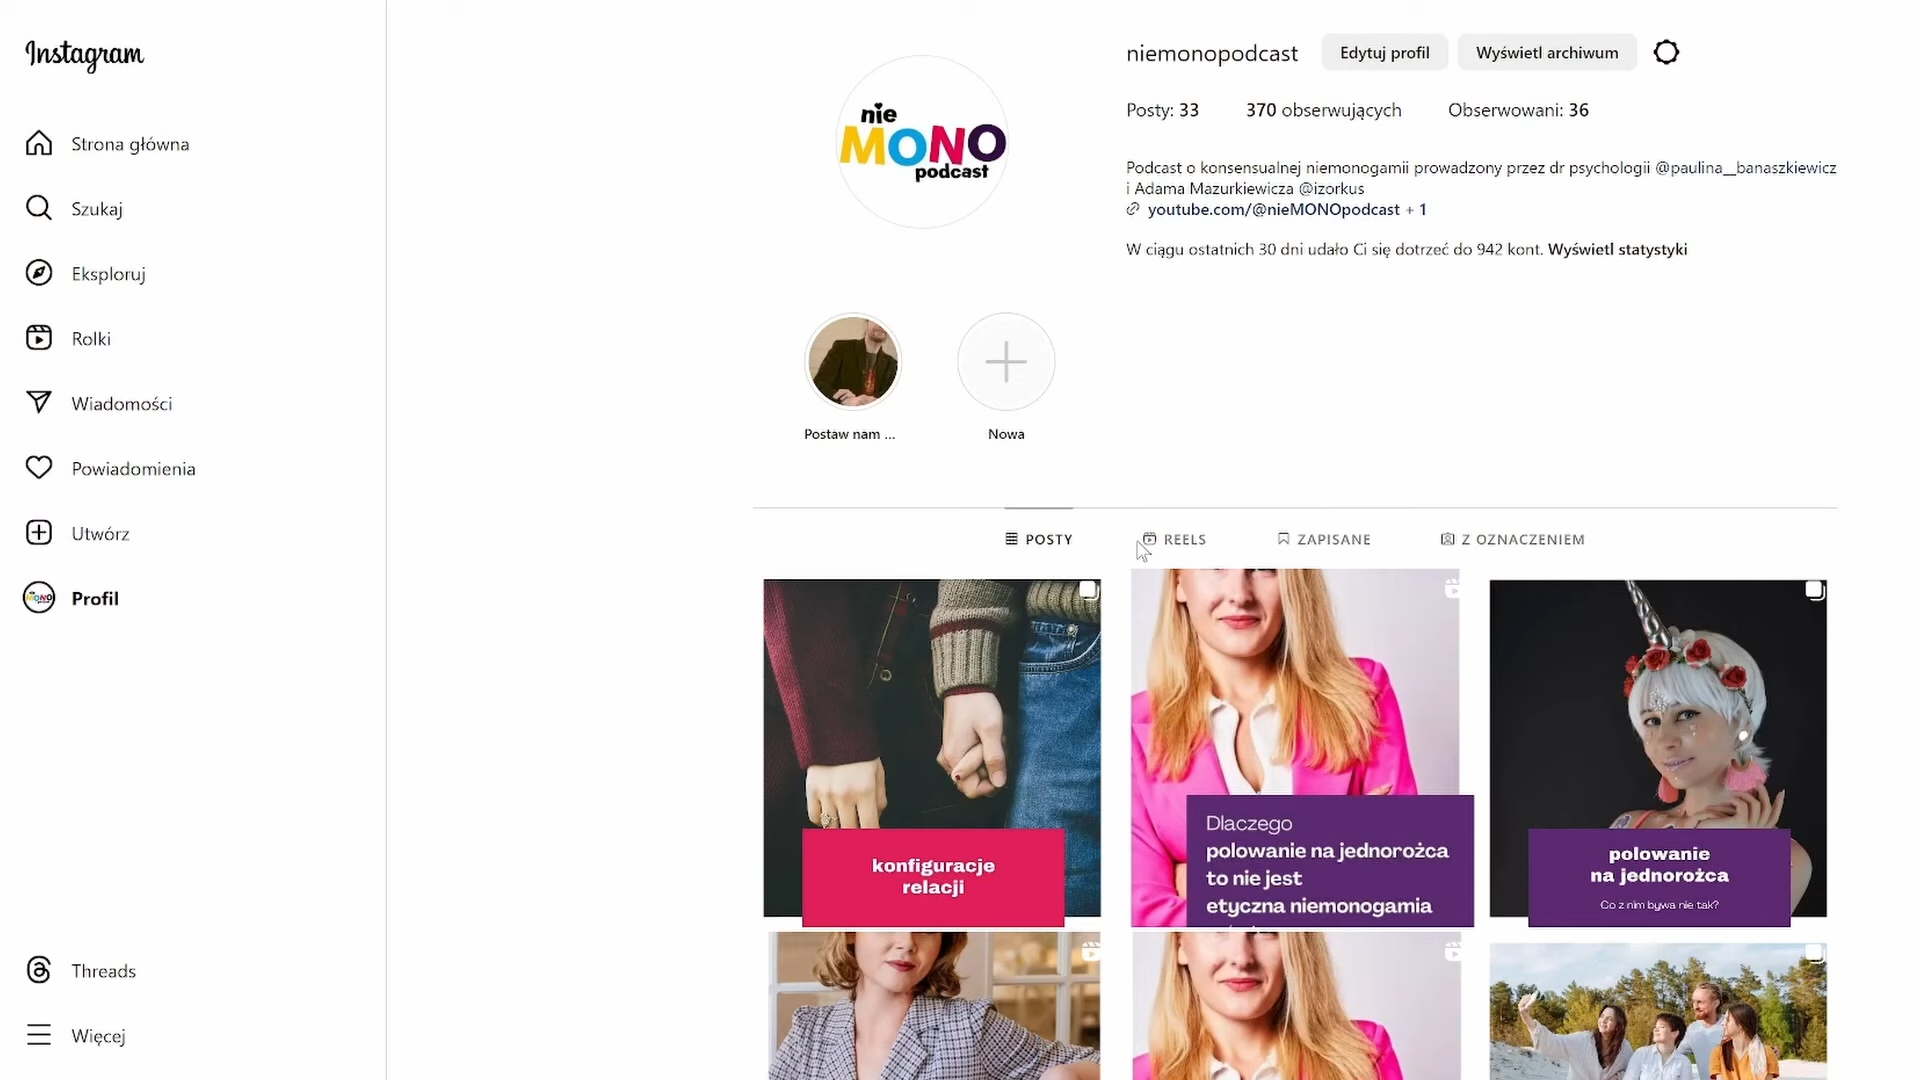 Instagram
Strona główna
Szukaj
Eksploruj
Rolki
Wiadomości
Powiadomienia
Utwórz
Profil
Threads
Więcej
nie
MONO
podcast
niemonopodcast
Edytuj profil
Wyświetl archiwum
Posty: 33
370 obserwujących
Obserwowani: 36
Podcast o konsensualnej niemonogamii prowadzony przez dr psychologii @paulina__banaszkiewicz
i Adama Mazurkiewicza @izorkus
youtube.com/@nieMONOpodcast + 1
W ciągu ostatnich 30 dni udało Ci się dotrzeć do 942 kont. Wyświetl statystyki
Postaw nam ...
Nowa
POSTY
REELS
ZAPISANE
Z OZNACZENIEM
konfiguracje
relacji
Dlaczego
polowanie na jednorożca
to nie jest
etyczna niemonogamia
polowanie
na jednorożca
Co z nim bywa nie tak?